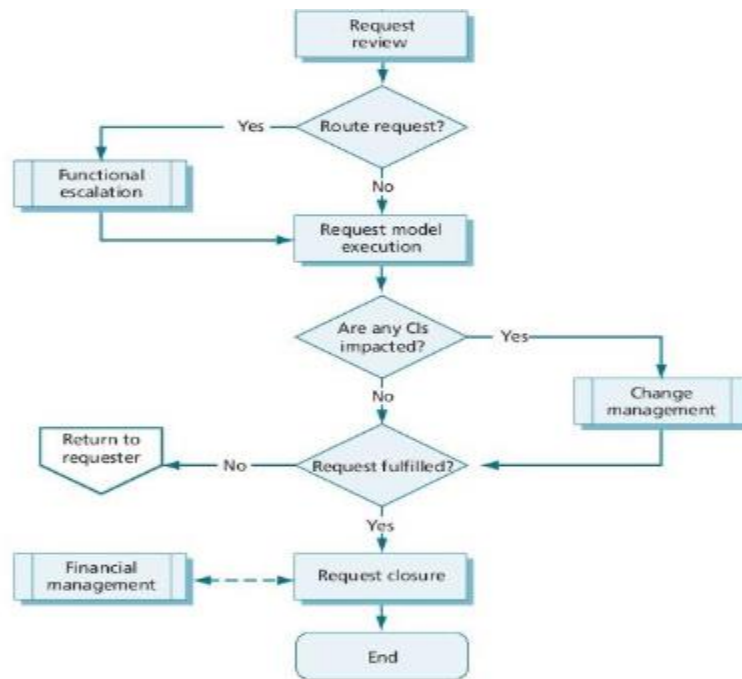 Request
review
Route request?
Yes
Functional
escalation
No
Request model
execution
Are any CIs
impacted?
Yes
Change
management
No
Return to
requester
No
Request fulfilled?
Yes
Financial
management
Request closure
End